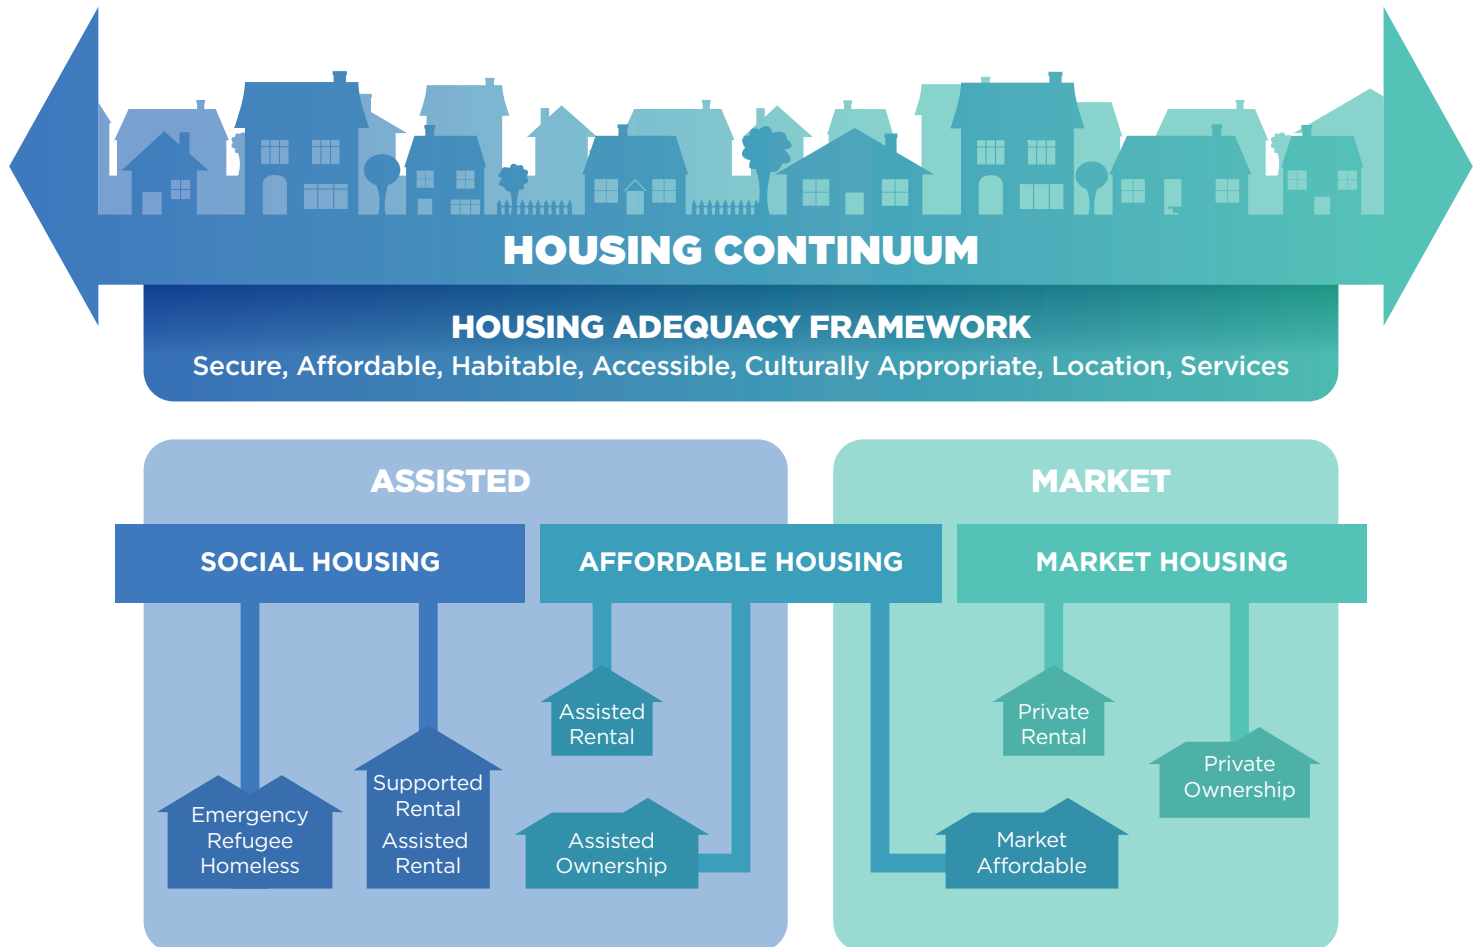 HOUSING CONTINUUM
HOUSING ADEQUACY FRAMEWORK
Secure, Affordable, Habitable, Accessible, Culturally Appropriate, Location, Services
ASSISTED
MARKET
SOCIAL HOUSING
AFFORDABLE HOUSING
MARKET HOUSING
Emergency
Refugee
Homeless
Supported
Rental
Assisted
Rental
Assisted
Rental
Assisted
Ownership
Market
Affordable
Private
Rental
Private
Ownership